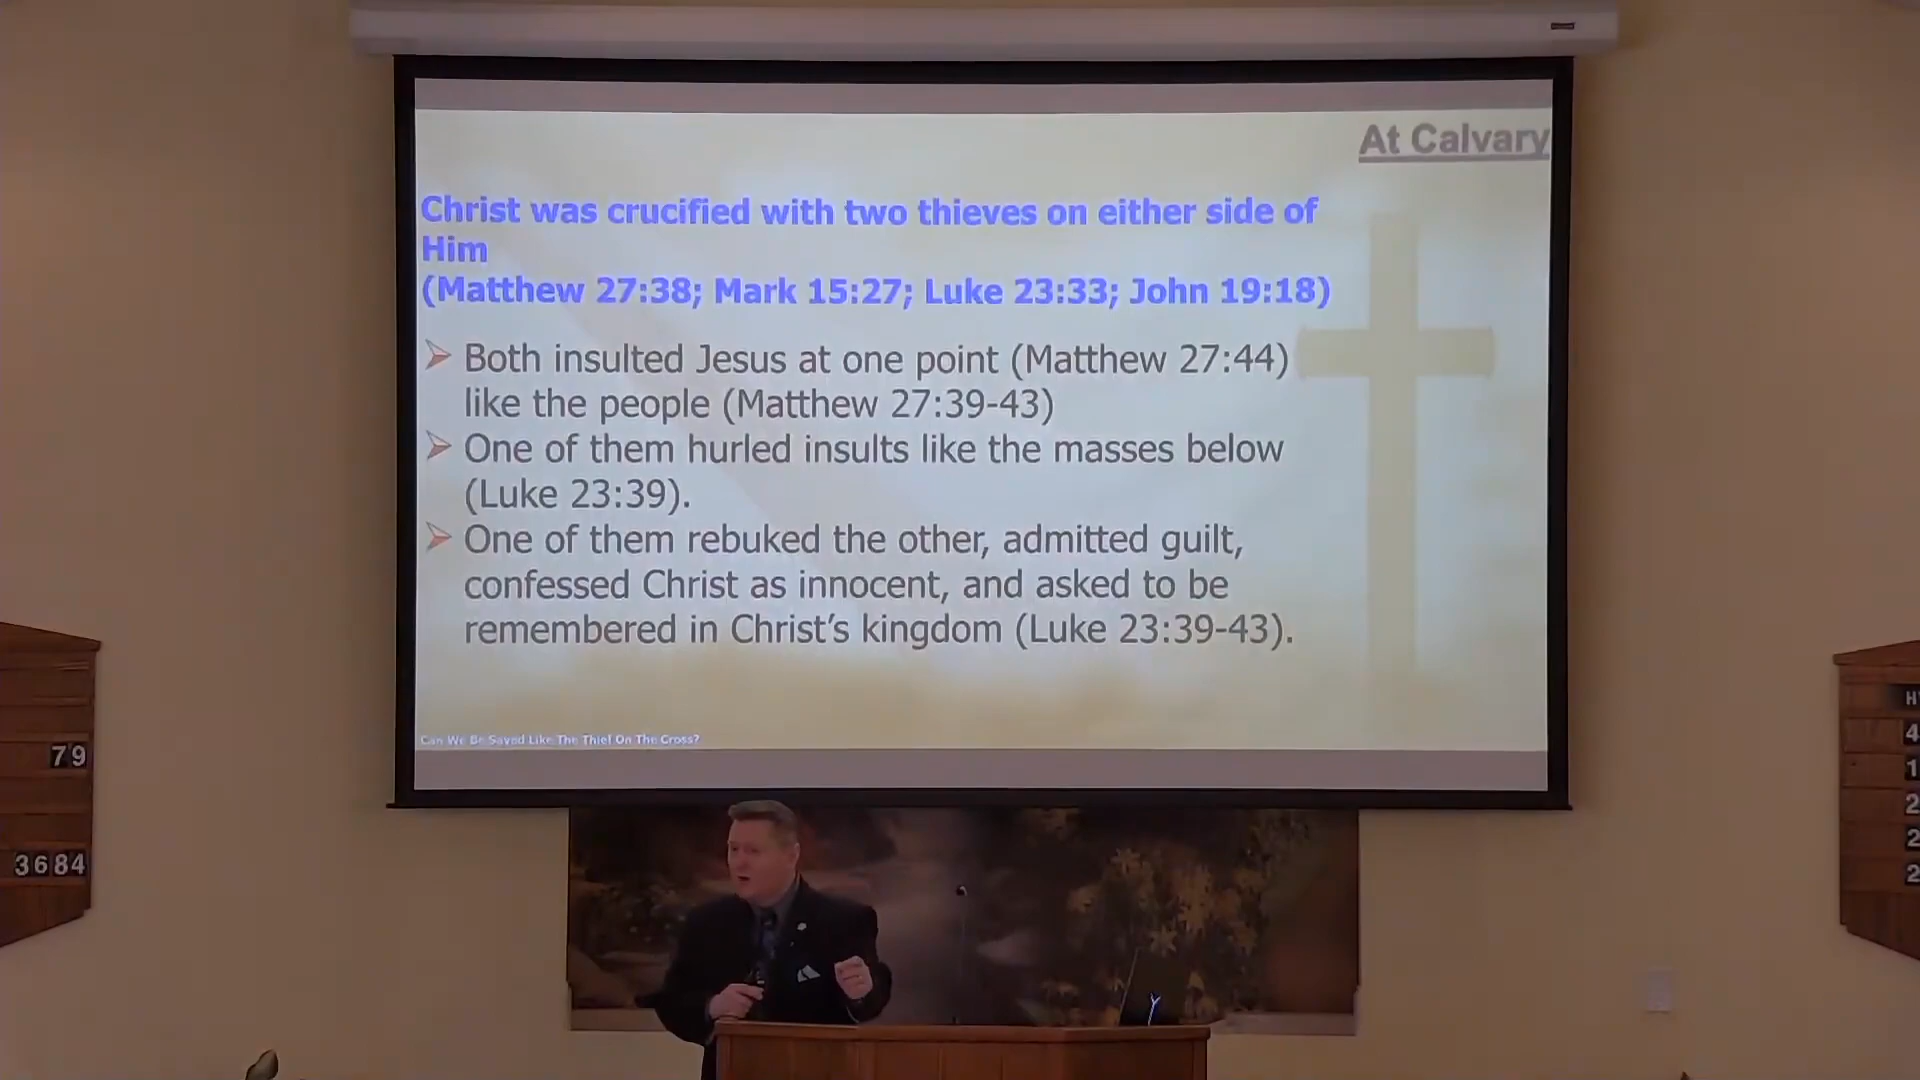 At Calvary
Christ was crucified with two thieves on either side of
Him
(Matthew 27:38; Mark 15:27; Luke 23:33; John 19:18)
Both insulted Jesus at one point (Matthew 27:44)
like the people (Matthew 27:39-43)
One of them hurled insults like the masses below
(Luke 23:39).
One of them rebuked the other, admitted guilt,
confessed Christ as innocent, and asked to be
remembered in Christ’s kingdom (Luke 23:39-43).
Can We Be Saved Like The Thief On The Cross?
79
3684
H
4
1
2
2
2